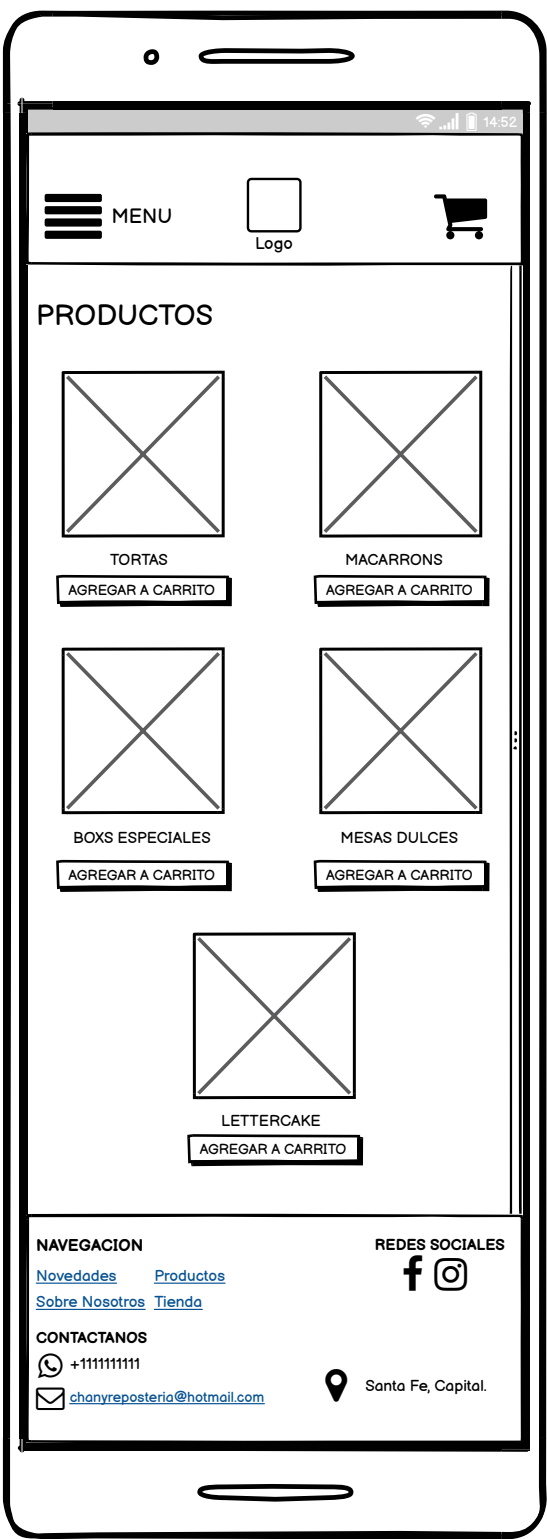 14:52
MENU
Logo
PRODUCTOS
TORTAS
MACARRONS
AGREGAR A CARRITO
AGREGAR A CARRITO
BOXS ESPECIALES
MESAS DULCES
AGREGAR A CARRITO
AGREGAR A CARRITO
LETTERCAKE
AGREGAR A CARRITO
NAVEGACION
Novedades
Productos
Sobre Nosotros
Tienda
REDES SOCIALES
CONTACTANOS
+1111111111
chanyreposteria@hotmail.com
Santa Fe, Capital.